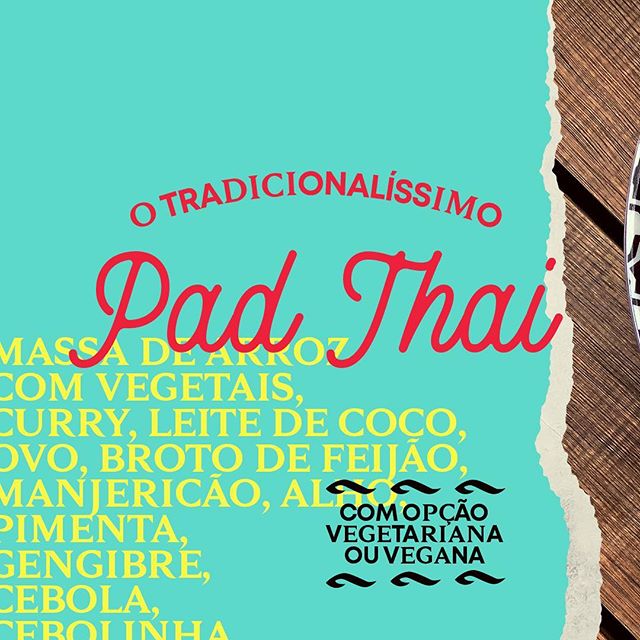 O TRADICIONALÍSSIMO
Pad Thai
MASSA DE ARROZ
COM VEGETAIS,
CURRY, LEITE DE COCO,
OVO, BROTO DE FEIJÃO,
MANJERICÃO, ALHO,
PIMENTA,
GENGIBRE,
CEBOLA,
CEBOLINHA
COM OPÇÃO
VEGETARIANA
OU VEGANA